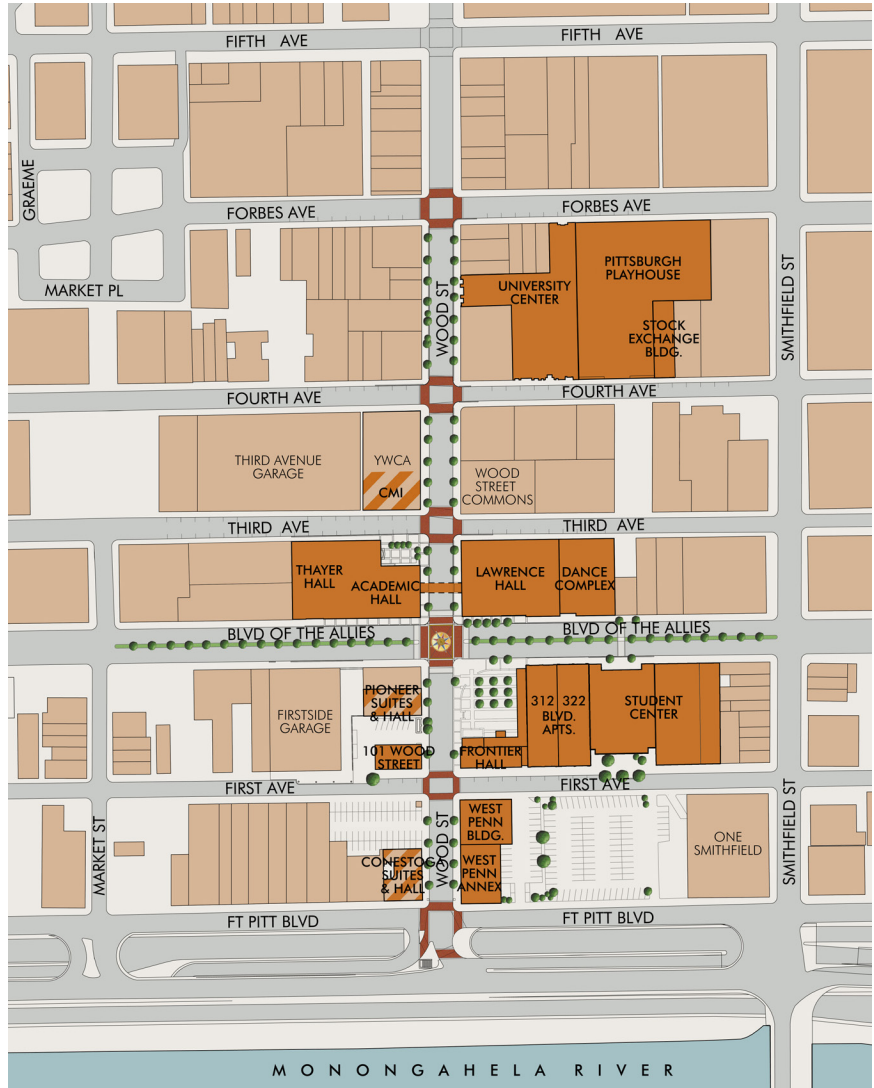 FIFTH AVE
FIFTH AVE
GRAEME
FORBES AVE
FORBES AVE
MARKET PL
WOOD ST
UNIVERSITY
CENTER
PITTSBURGH
PLAYHOUSE
STOCK
EXCHANGE
BLDG.
SMITHFIELD ST
FOURTH AVE
FOURTH AVE
THIRD AVENUE
GARAGE
YWCA
CMI
WOOD
STREET
COMMONS
THIRD AVE
THIRD AVE
THAYER
HALL
ACADEMIC
HALL
LAWRENCE
HALL
DANCE
COMPLEX
BLVD OF THE ALLIES
BLVD OF THE ALLIES
FIRSTSIDE
GARAGE
PIONEER
SUITES
& HALL
101 WOOD
STREET
FRONTIER
HALL
312 322
BLVD.
APTS.
STUDENT
CENTER
FIRST AVE
FIRST AVE
MARKET ST
CONESTOGA
SUITES
& HALL
WOOD ST
WEST
PENN
BLDG.
WEST
PENN
ANNEX
ONE
SMITHFIELD
SMITHFIELD ST
FT PITT BLVD
FT PITT BLVD
MONONGAHELA RIVER